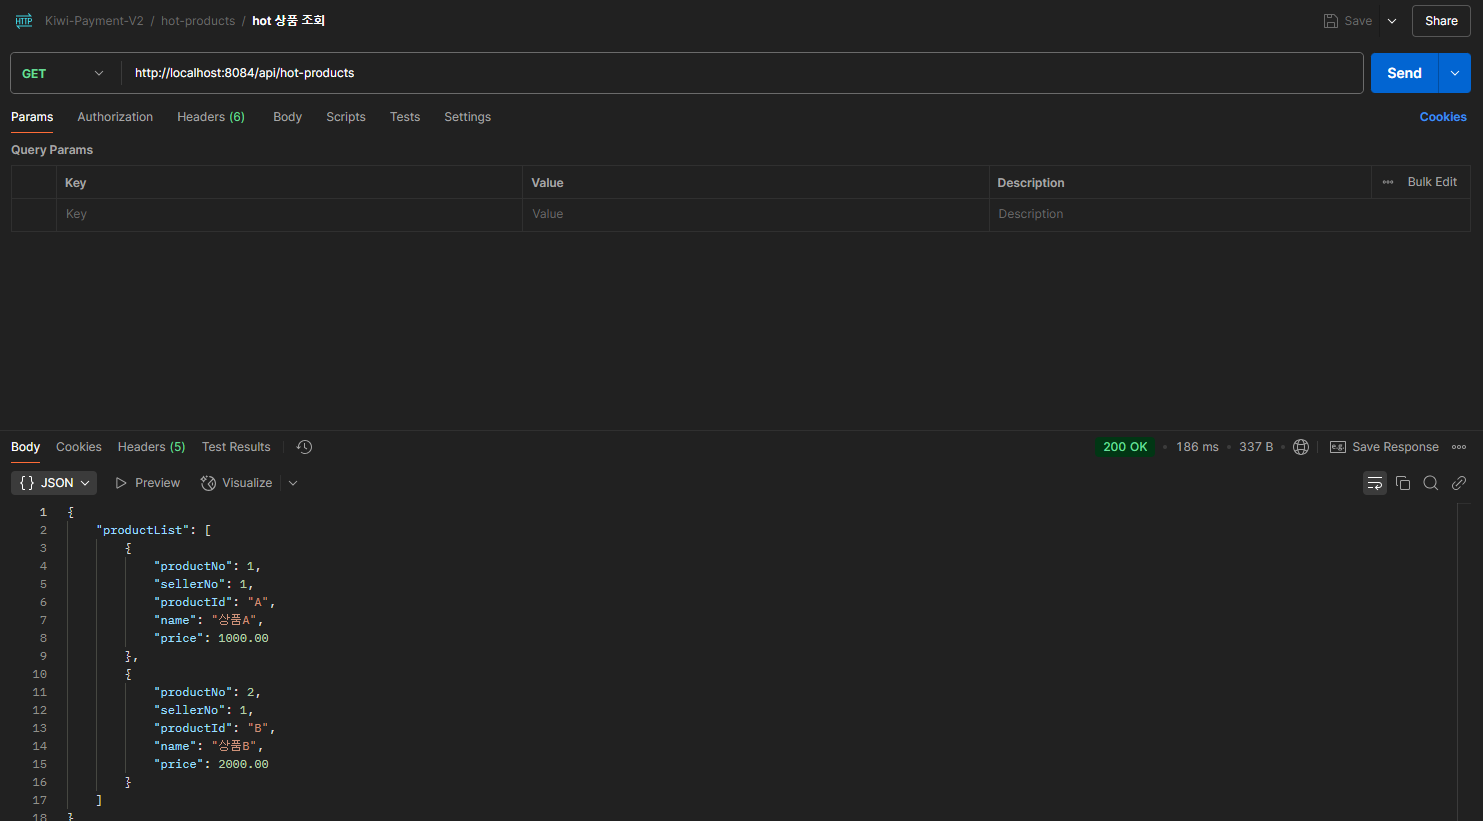 HTTP Kiwi-Payment-V2 / hot-products / hot 상품 조회 Save Share
GET http://localhost:8084/api/hot-products Send
Params Authorization Headers (6) Body Scripts Tests Settings Cookies
Query Params
Key Value Description Bulk Edit
Key Value Description
Body Cookies Headers (5) Test Results 200 OK 186 ms 337 B e.g. Save Response
{ } JSON Preview Visualize
1 {
2 "productList": [
3 {
4 "productNo": 1,
5 "sellerNo": 1,
6 "productId": "A",
7 "name": "상품A",
8 "price": 1000.00
9 },
10 {
11 "productNo": 2,
12 "sellerNo": 1,
13 "productId": "B",
14 "name": "상품B",
15 "price": 2000.00
16 }
17 ]
18 }